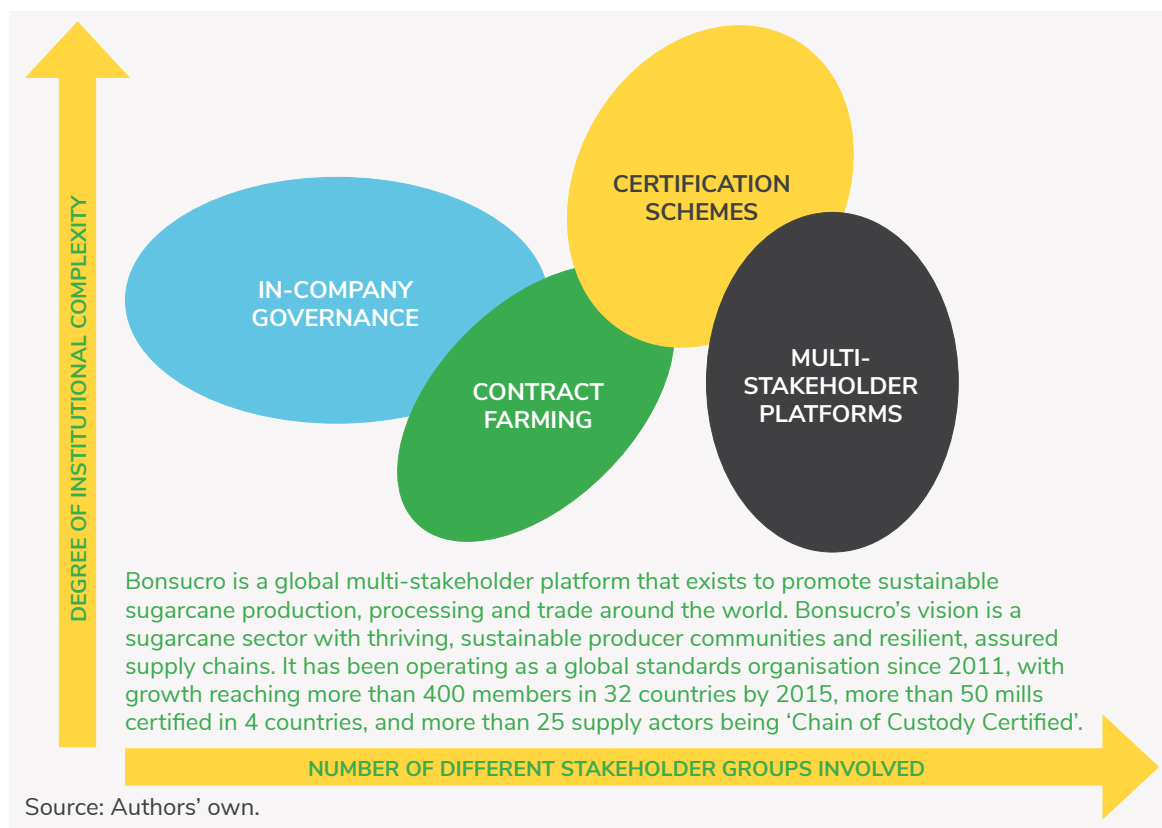 DEGREE OF INSTITUTIONAL COMPLEXITY
CERTIFICATION
SCHEMES
IN-COMPANY
GOVERNANCE
CONTRACT
FARMING
MULTI-
STAKEHOLDER
PLATFORMS
Bonsucro is a global multi-stakeholder platform that exists to promote sustainable
sugarcane production, processing and trade around the world. Bonsucro’s vision is a
sugarcane sector with thriving, sustainable producer communities and resilient, assured
supply chains. It has been operating as a global standards organisation since 2011, with
growth reaching more than 400 members in 32 countries by 2015, more than 50 mills
certified in 4 countries, and more than 25 supply actors being ‘Chain of Custody Certified’.
NUMBER OF DIFFERENT STAKEHOLDER GROUPS INVOLVED
Source: Authors’ own.